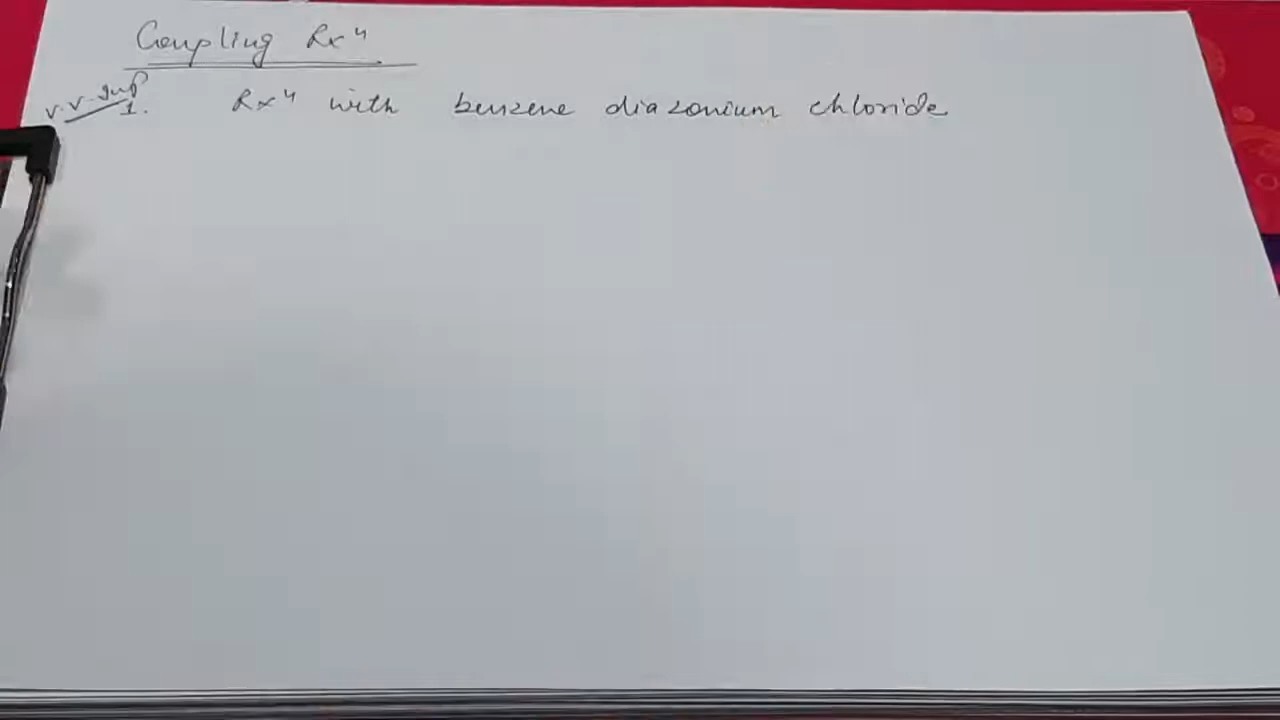 Coupling Rxⁿ
v.v.Imp 1. Rxⁿ with benzene diazonium chloride